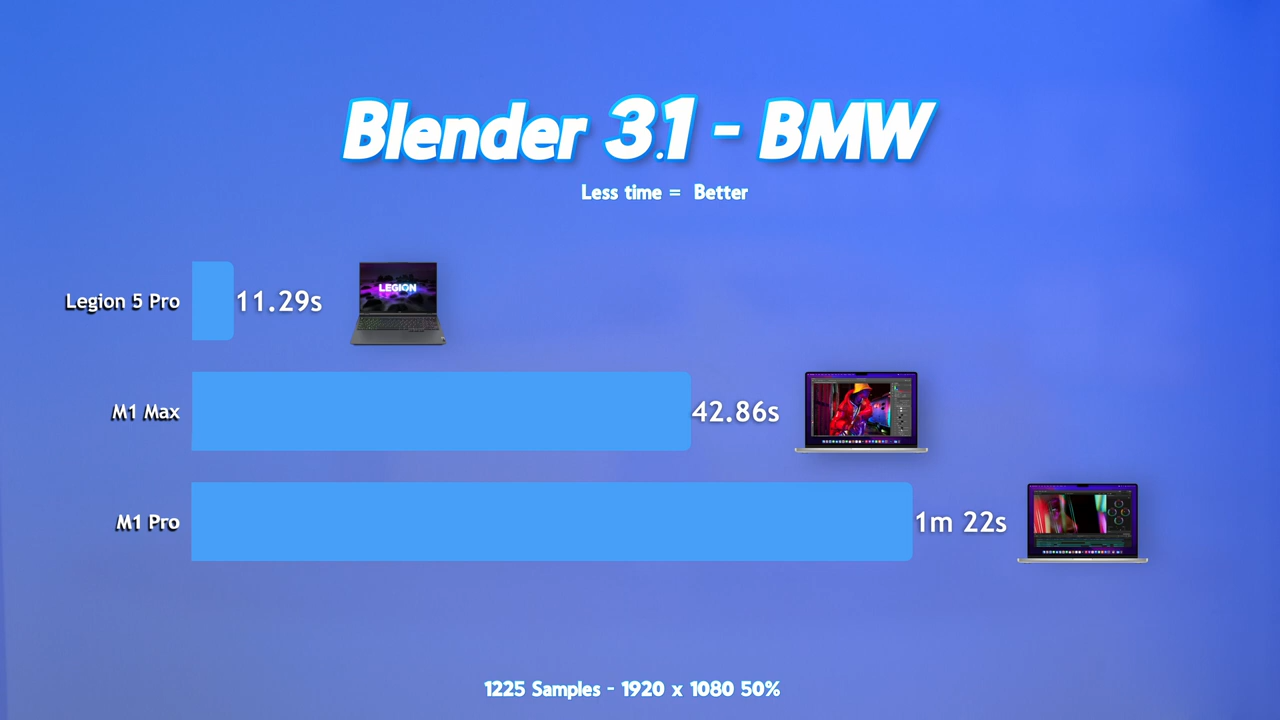 Blender 3.1 - BMW
Less time = Better
Legion 5 Pro
11.29s
LEGION
M1 Max
42.86s
M1 Pro
1m 22s
1225 Samples - 1920 x 1080 50%